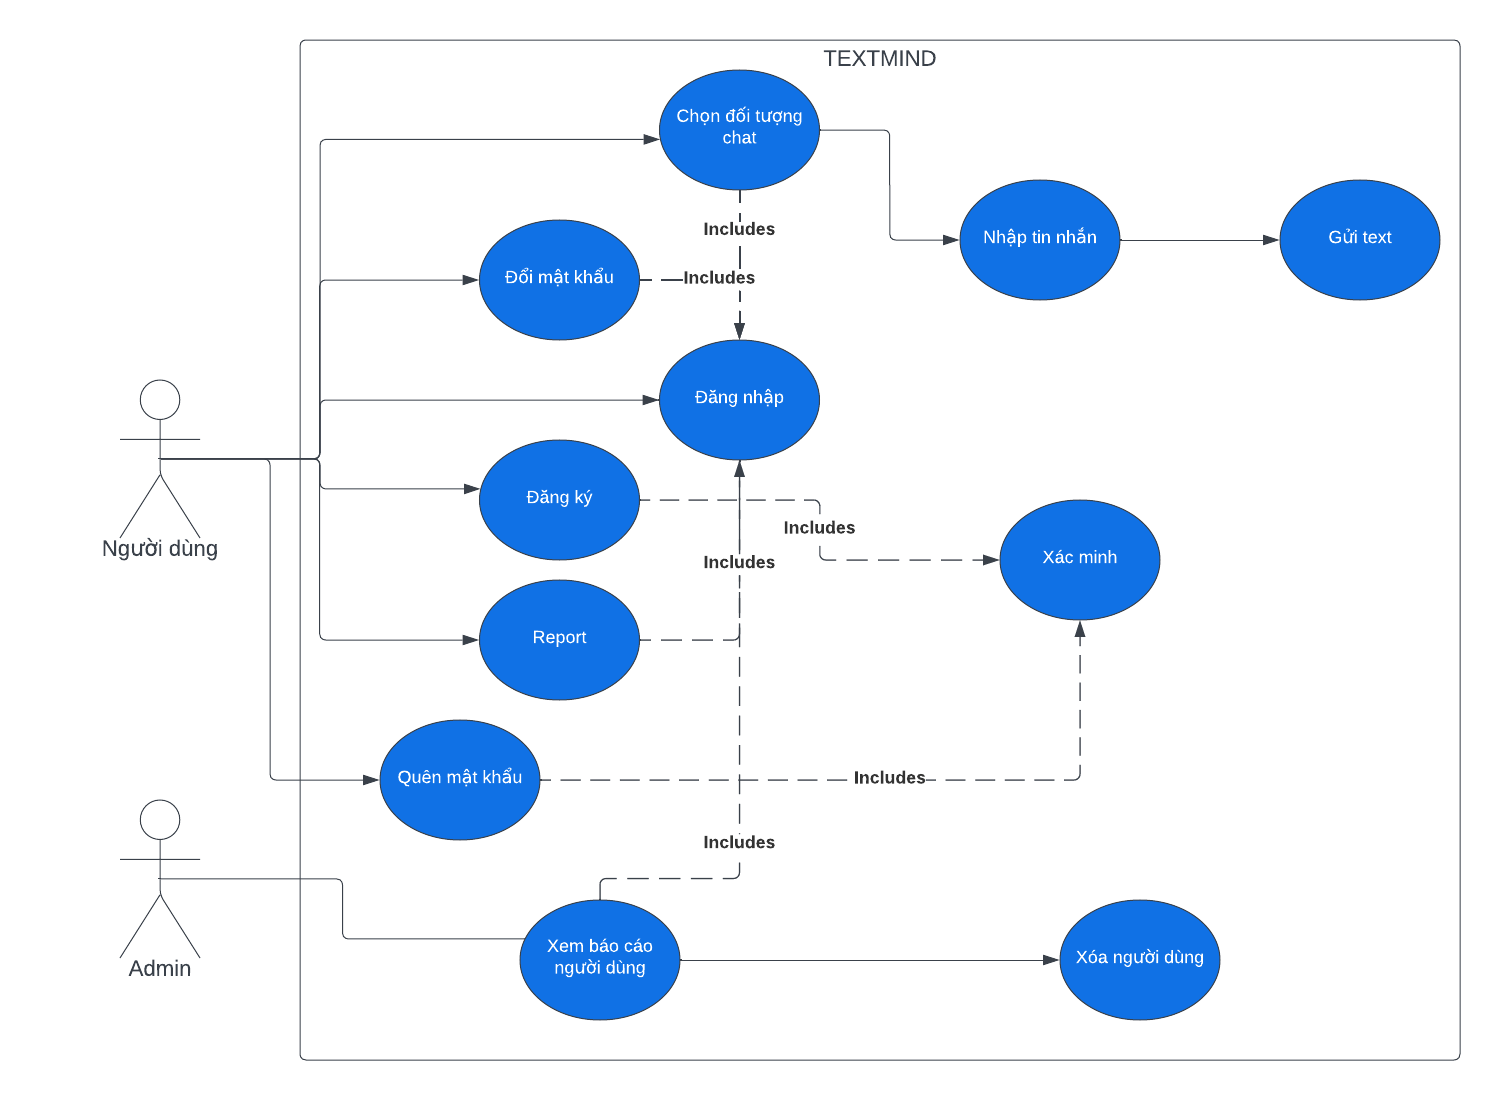 TEXTMIND
Chọn đối tượng
chat
Includes
Nhập tin nhắn
Gửi text
Đổi mật khẩu
Includes
Đăng nhập
Đăng ký
Includes
Người dùng
Includes
Xác minh
Report
Quên mật khẩu
Includes
Includes
Xem báo cáo
người dùng
Xóa người dùng
Admin